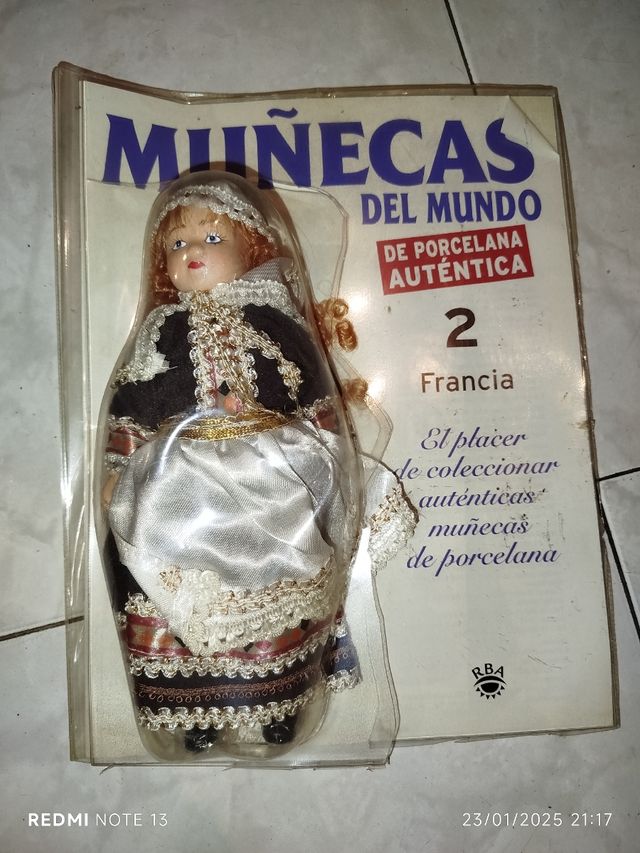 MUÑECAS
DEL MUNDO
DE PORCELANA
AUTÉNTICA
2
Francia
El placer
de coleccionar
auténticas
muñecas
de porcelana
RBA
REDMI NOTE 13
23/01/2025 21:17